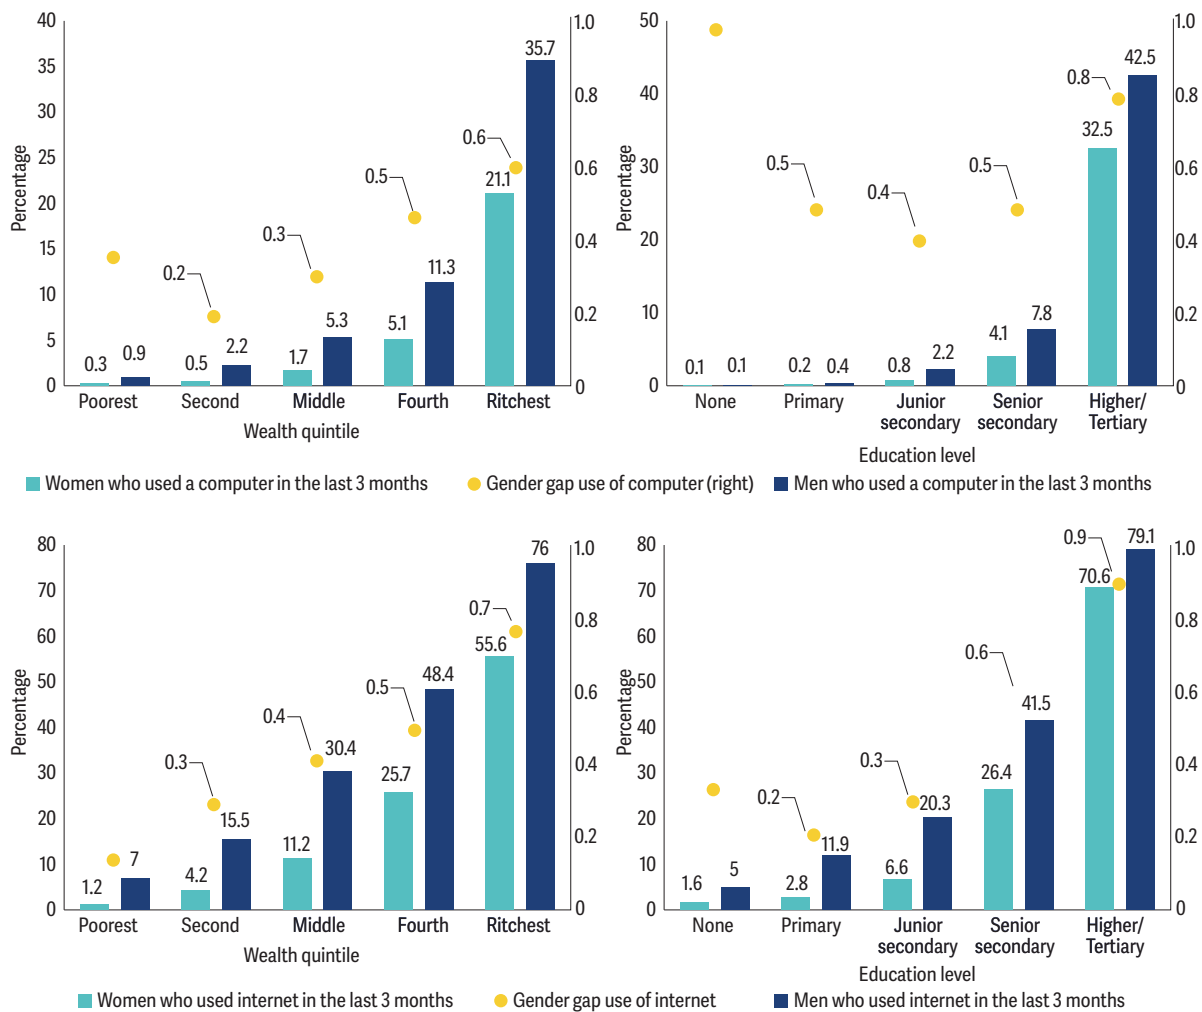 40
35
30
25
20
15
10
5
0
Percentage
1.0
0.8
0.6
0.4
0.2
0
0.3
0.9
0.2
0.5
2.2
0.3
1.7
5.3
0.5
5.1
11.3
0.6
21.1
35.7
Poorest
Second
Middle
Fourth
Ritchest
Wealth quintile
50
40
30
20
10
0
Percentage
1.0
0.8
0.6
0.4
0.2
0
0.1
0.1
0.5
0.2
0.4
0.4
0.8
2.2
0.5
4.1
7.8
0.8
32.5
42.5
None
Primary
Junior
secondary
Senior
secondary
Higher/
Tertiary
Education level
Women who used a computer in the last 3 months
Gender gap use of computer (right)
Men who used a computer in the last 3 months
80
70
60
50
40
30
20
10
0
Percentage
1.0
0.8
0.6
0.4
0.2
0
1.2
7
0.3
4.2
15.5
0.4
11.2
30.4
0.5
25.7
48.4
0.7
55.6
76
Poorest
Second
Middle
Fourth
Ritchest
Wealth quintile
80
70
60
50
40
30
20
10
0
Percentage
1.0
0.8
0.6
0.4
0.2
0
1.6
5
0.2
2.8
11.9
0.3
6.6
20.3
0.6
26.4
41.5
0.9
70.6
79.1
None
Primary
Junior
secondary
Senior
secondary
Higher/
Tertiary
Education level
Women who used internet in the last 3 months
Gender gap use of internet
Men who used internet in the last 3 months